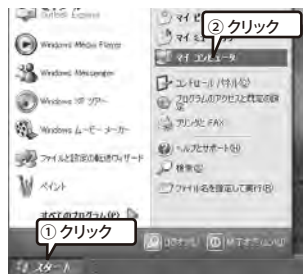 Outlook Express
Windows Media Player
Windows Messenger
Windows XP ツアー
Windows ムービー メーカー
ファイルと設定の転送ウィザード
ペイント
すべてのプログラム(P)
② クリック
マイ コンピュータ
コントロール パネル(C)
プログラムのアクセスと既定の設定
プリンタと FAX
ヘルプとサポート(H)
検索(S)
ファイル名を指定して実行(R)
① クリック
ログオフ(L)
終了オプション(U)
スタート